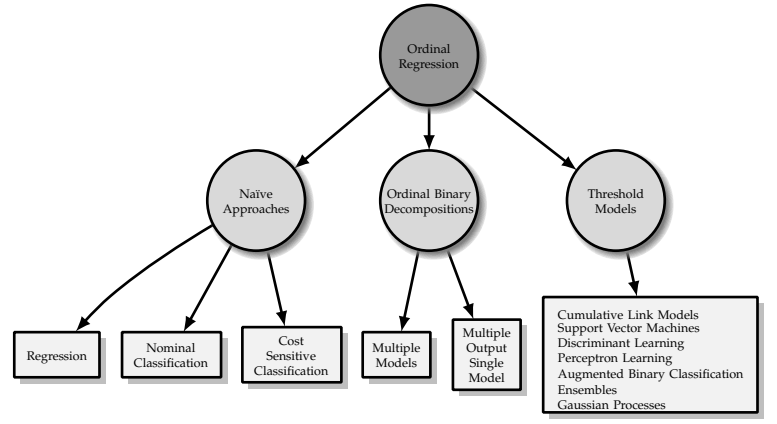 Ordinal
Regression
Naïve
Approaches
Ordinal Binary
Decompositions
Threshold
Models
Regression
Nominal
Classification
Cost
Sensitive
Classification
Multiple
Models
Multiple
Output
Single
Model
Cumulative Link Models
Support Vector Machines
Discriminant Learning
Perceptron Learning
Augmented Binary Classification
Ensembles
Gaussian Processes